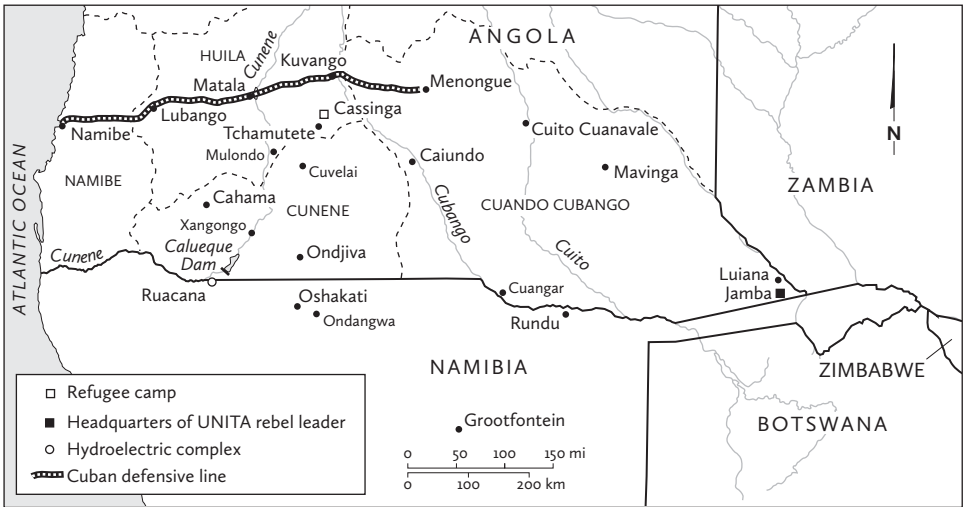 ANGOLA
HUILA
Cunene
Kuvango
Matala
Menongue
Cassinga
Lubango
Namibe
Tchamutete
Cuito Cuanavale
N
Mulondo
Cuvelai
Caiundo
Mavinga
ATLANTIC OCEAN
NAMIBE
ZAMBIA
Cahama
CUNENE
CUANDO CUBANGO
Xangongo
Cubango
Calueque
Dam
Cunene
Ondjiva
Cuito
Luiana
Jamba
Ruacana
Oshakati
Cuangar
Ondangwa
Rundu
NAMIBIA
ZIMBABWE
BOTSWANA
Grootfontein
Refugee camp
Headquarters of UNITA rebel leader
Hydroelectric complex
Cuban defensive line
0 50 100 150 mi
0 100 200 km